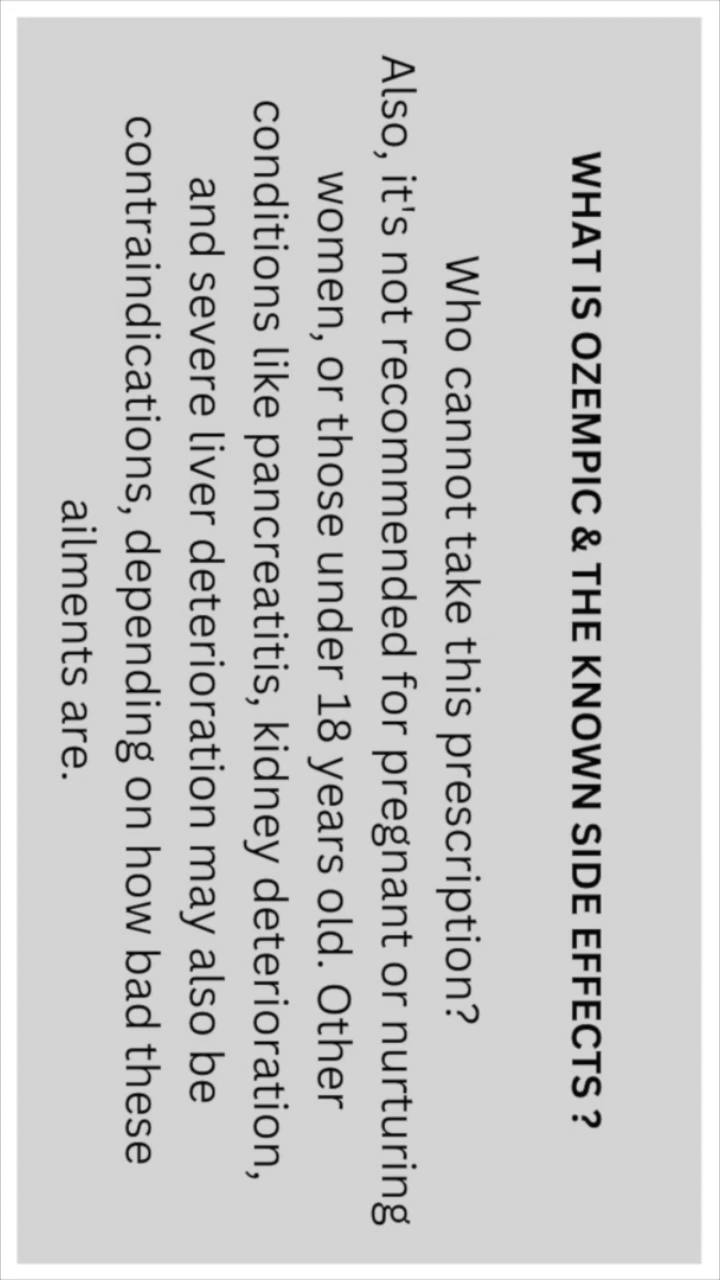 WHAT IS OZEMPIC & THE KNOWN SIDE EFFECTS ?
Who cannot take this prescription?
Also, it's not recommended for pregnant or nurturing
women, or those under 18 years old. Other
conditions like pancreatitis, kidney deterioration,
and severe liver deterioration may also be
contraindications, depending on how bad these
ailments are.